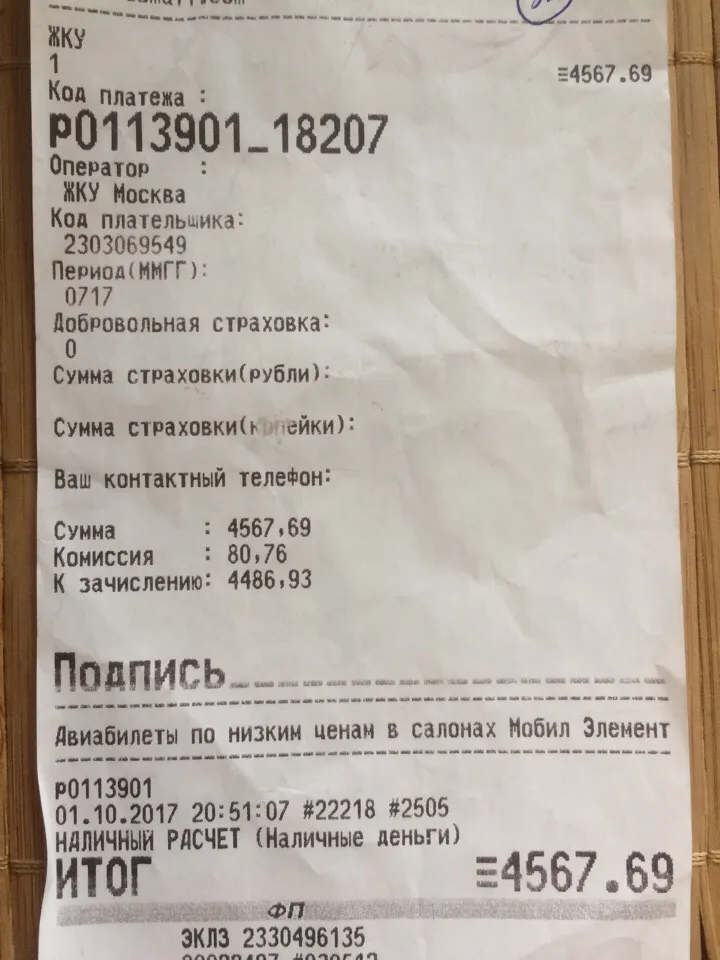 ЖКУ
1
≡4567.69
Код платежа :
Р0113901_18207
Оператор :
ЖКУ Москва
Код плательшика:
2303069549
Период(ММГГ):
0717
Добровольная страховка:
0
Сумма страховки(рубли):
Сумма страховки(копейки):
Ваш контактный телефон:
Сумма : 4567,69
Комиссия : 80,76
К зачислению: 4486,93
Подпись
Авиабилеты по низким ценам в салонах Мобил Элемент
Р0113901
01.10.2017 20:51:07 #22218 #2505
НАЛИЧНЫЙ РАСЧЕТ (Наличные деньги)
ИТОГ ≡4567.69
ФП
ЭКЛЗ 2330496135